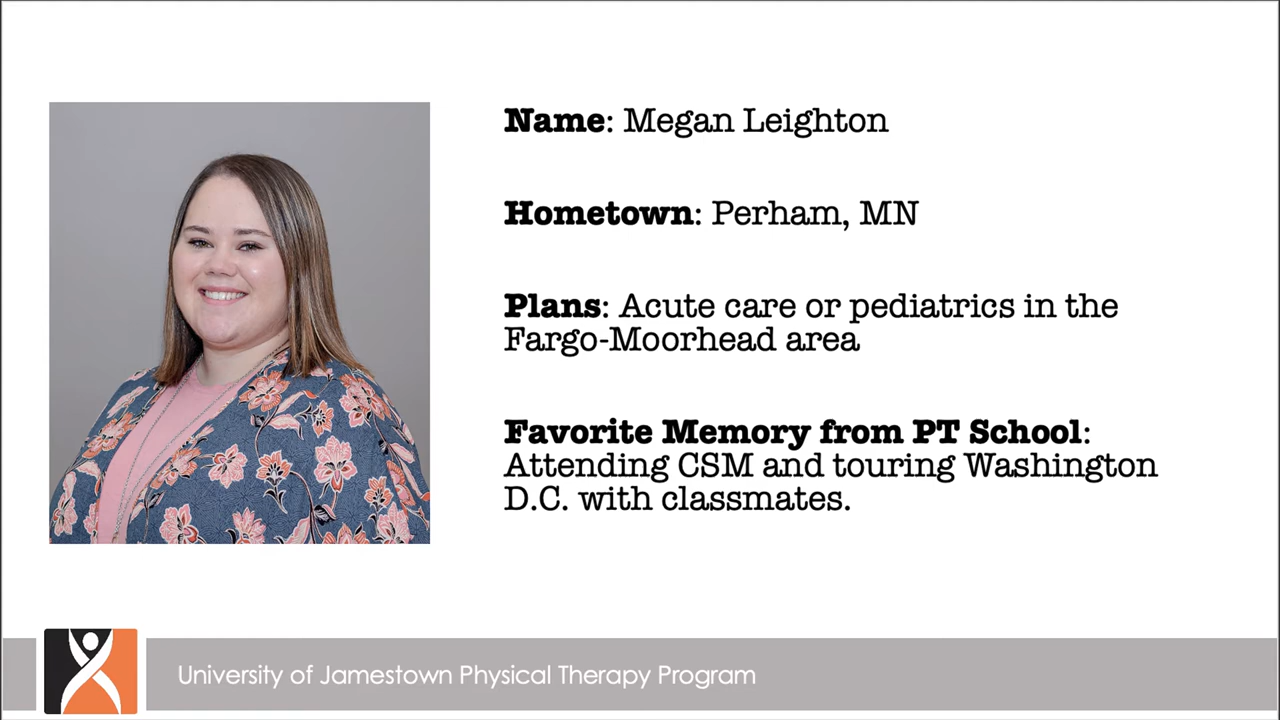 Name: Megan Leighton
Hometown: Perham, MN
Plans: Acute care or pediatrics in the
Fargo-Moorhead area
Favorite Memory from PT School:
Attending CSM and touring Washington
D.C. with classmates.
University of Jamestown Physical Therapy Program